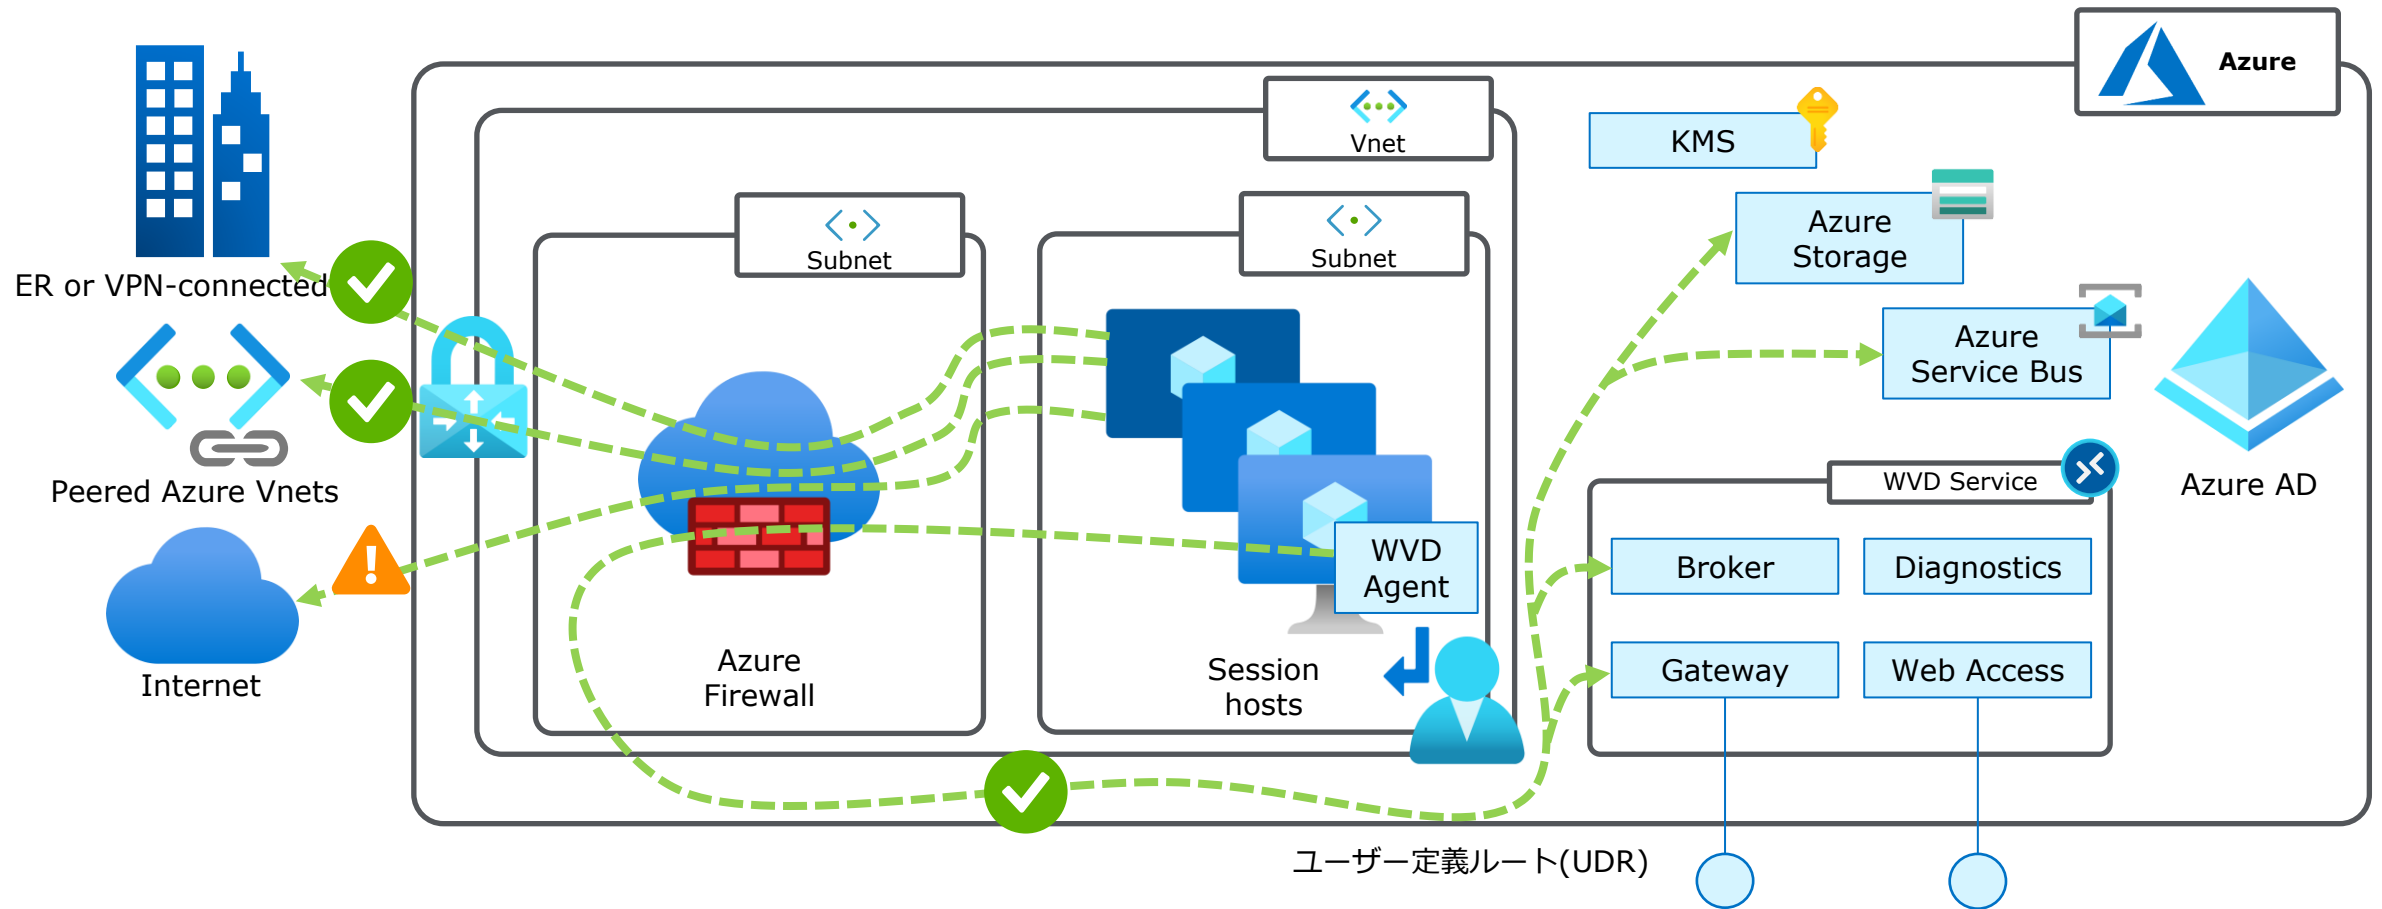 Azure
Vnet
KMS
Subnet
Subnet
Azure
Storage
ER or VPN-connected
Azure
Service Bus
Peered Azure Vnets
WVD Service
Azure AD
WVD
Agent
Broker
Diagnostics
Internet
Azure
Firewall
Session
hosts
Gateway
Web Access
ユーザー定義ルート(UDR)